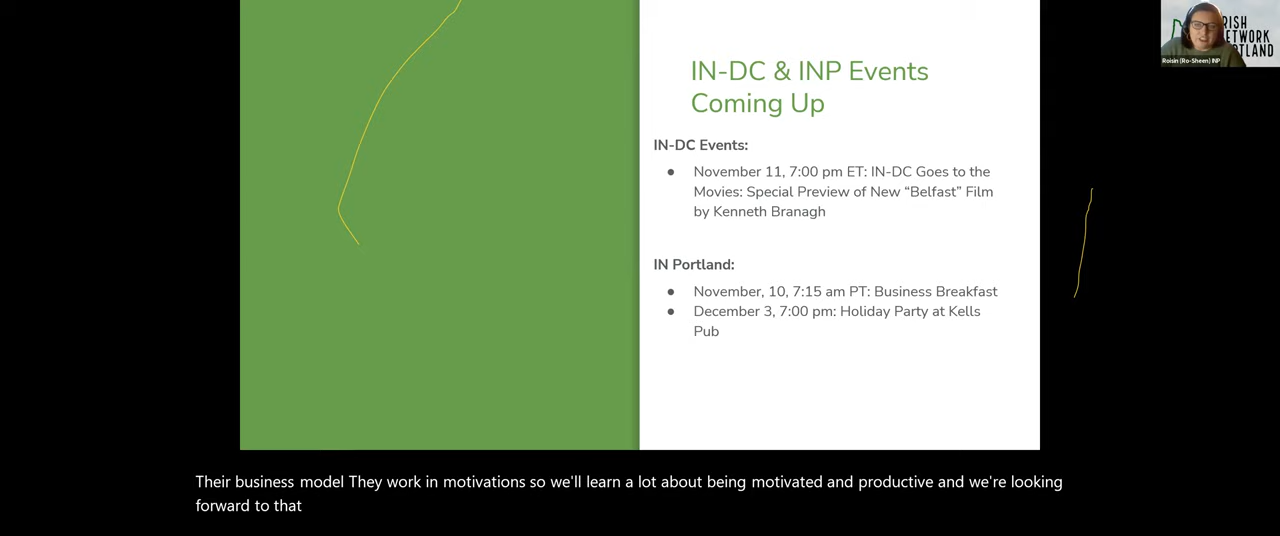 IN-DC & INP Events
Coming Up
IN-DC Events:
● November 11, 7:00 pm ET: IN-DC Goes to the
Movies: Special Preview of New “Belfast” Film
by Kenneth Branagh
IN Portland:
● November, 10, 7:15 am PT: Business Breakfast
● December 3, 7:00 pm: Holiday Party at Kells
Pub
RISH
ETWORK
TLAND
Roisin (Ro-Sheen) INP
Their business model They work in motivations so we'll learn a lot about being motivated and productive and we're looking
forward to that